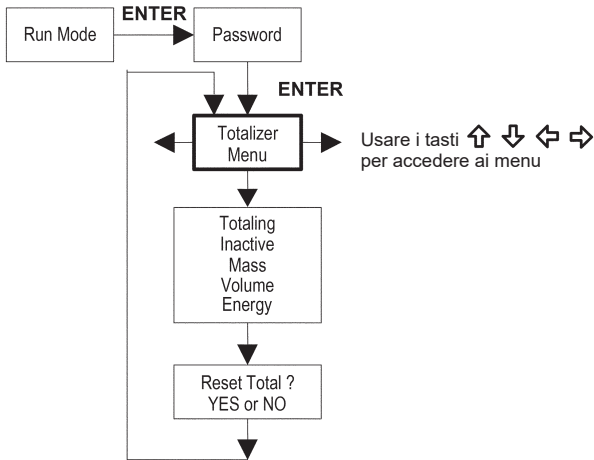 ENTER
Run Mode
Password
ENTER
Totalizer
Menu
Usare i tasti
per accedere ai menu
Totaling
Inactive
Mass
Volume
Energy
Reset Total ?
YES or NO